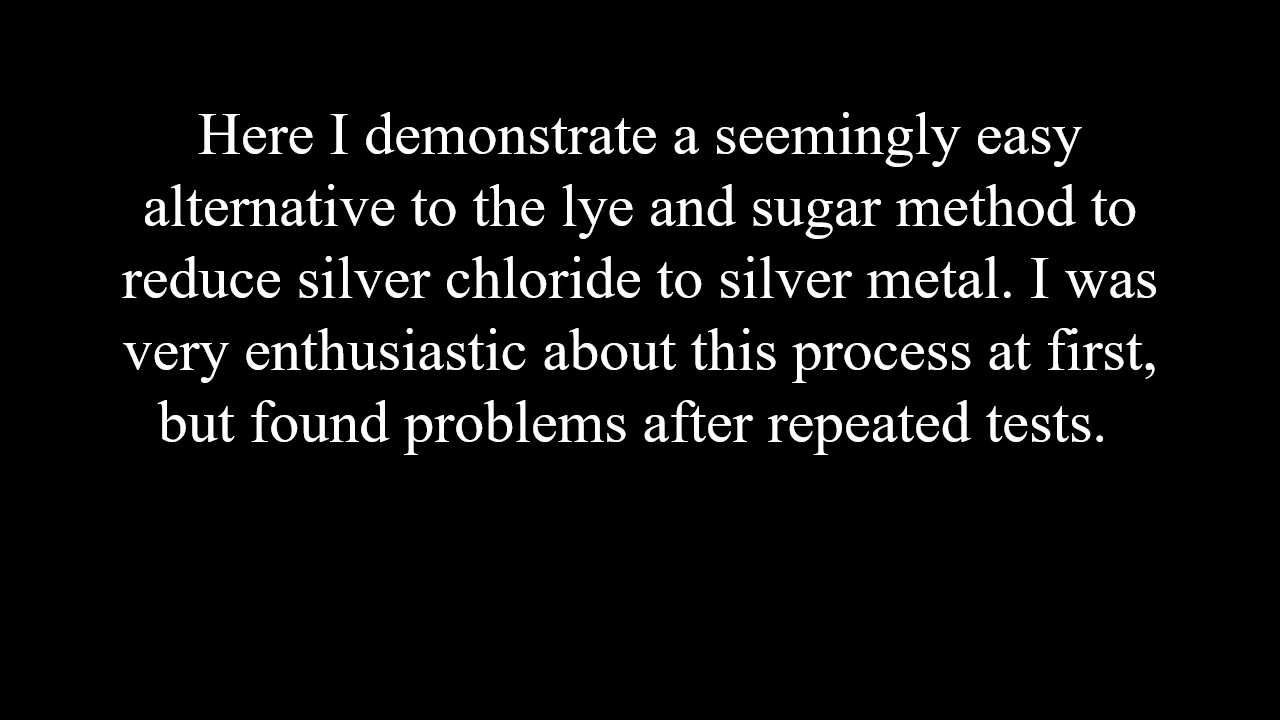 Here I demonstrate a seemingly easy
alternative to the lye and sugar method to
reduce silver chloride to silver metal. I was
very enthusiastic about this process at first,
but found problems after repeated tests.